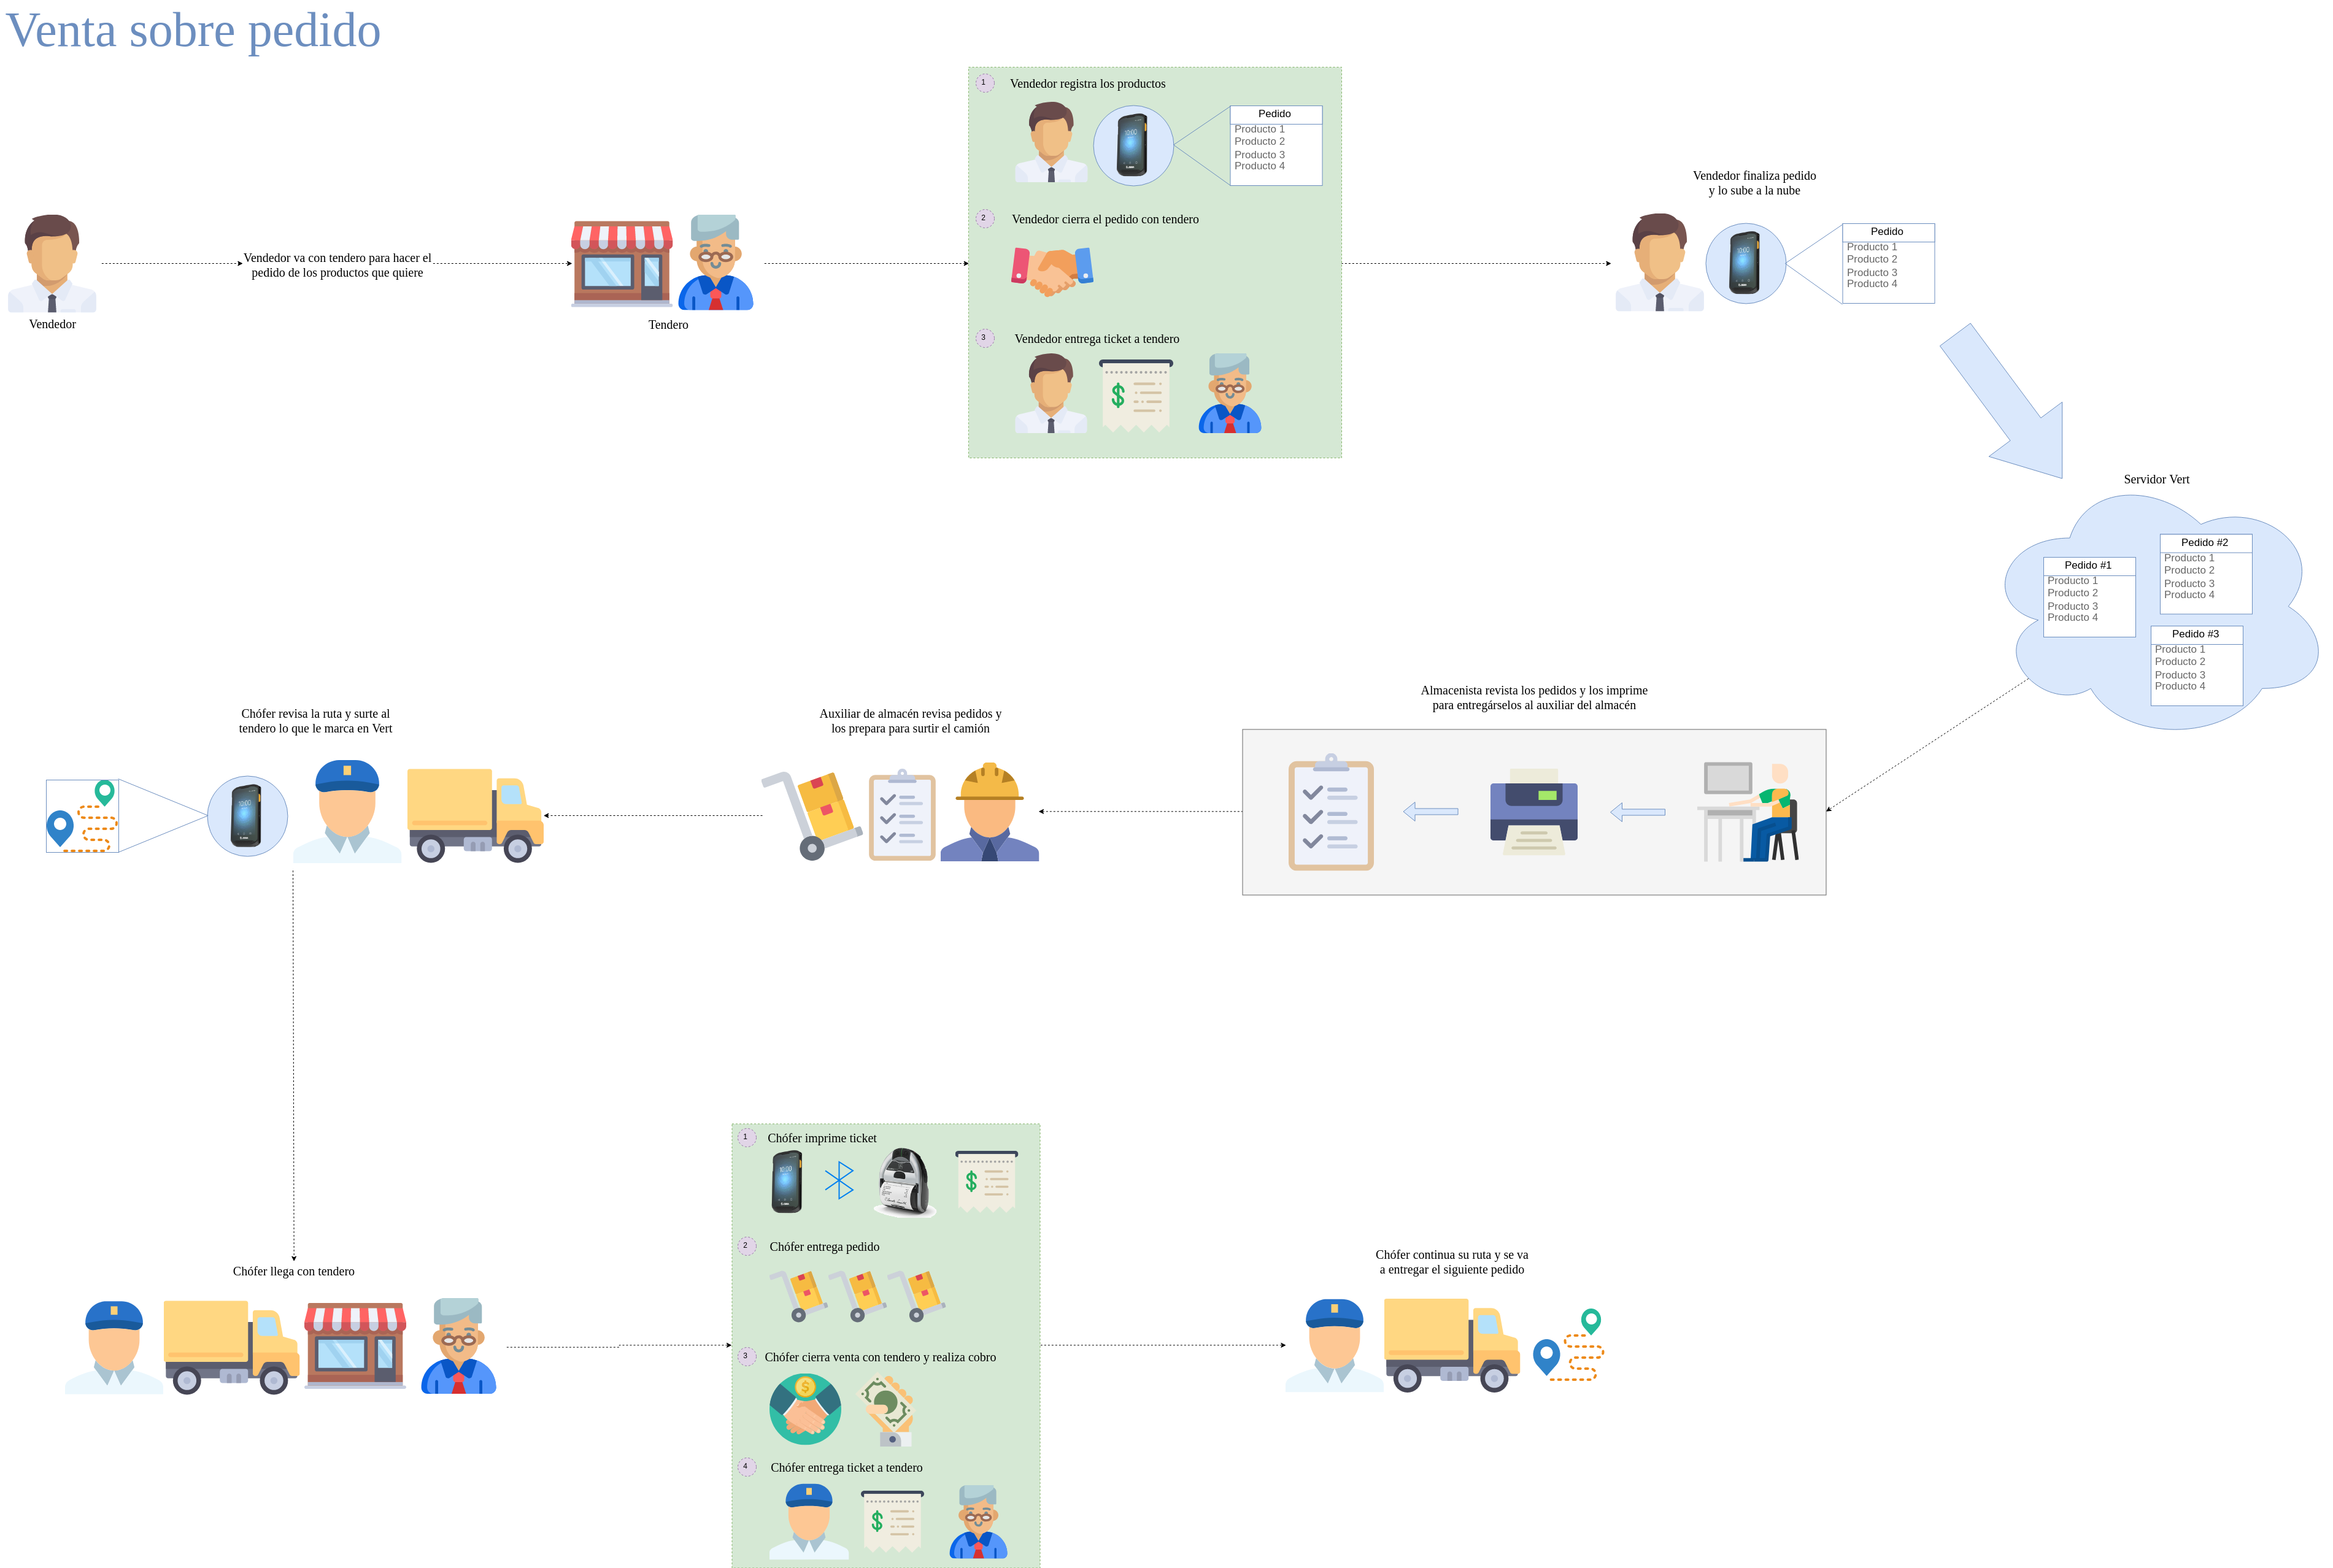 Venta sobre pedido
1
Vendedor registra los productos
Pedido
Producto 1
Producto 2
Producto 3
Producto 4
2
Vendedor cierra el pedido con tendero
3
Vendedor entrega ticket a tendero
Vendedor
Vendedor va con tendero para hacer el
pedido de los productos que quiere
Tendero
Vendedor finaliza pedido
y lo sube a la nube
Pedido
Producto 1
Producto 2
Producto 3
Producto 4
Servidor Vert
Pedido #1
Producto 1
Producto 2
Producto 3
Producto 4
Pedido #2
Producto 1
Producto 2
Producto 3
Producto 4
Pedido #3
Producto 1
Producto 2
Producto 3
Producto 4
Almacenista revista los pedidos y los imprime
para entregárselos al auxiliar del almacén
Auxiliar de almacén revisa pedidos y
los prepara para surtir el camión
Chófer revisa la ruta y surte al
tendero lo que le marca en Vert
Chófer llega con tendero
1
Chófer imprime ticket
2
Chófer entrega pedido
3
Chófer cierra venta con tendero y realiza cobro
4
Chófer entrega ticket a tendero
Chófer continua su ruta y se va
a entregar el siguiente pedido